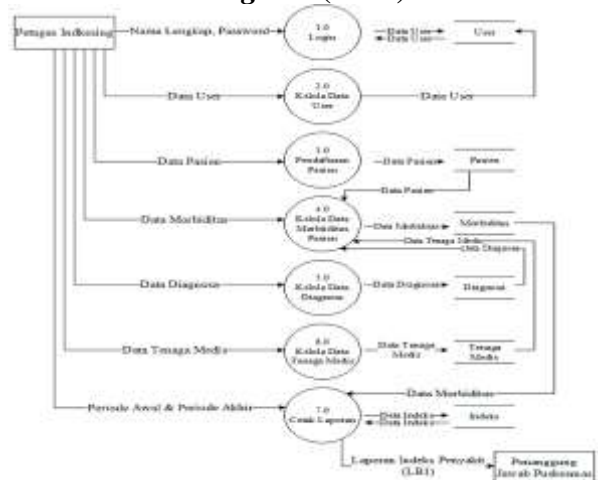 Petugas Indkesing
Nama Lengkap, Password
1.0
Login
Data User
Data User
User
Data User
2.0
Kelola Data
User
Data User
Data Pasien
3.0
Pendaftaran
Pasien
Data Pasien
Pasien
Data Pasien
Data Morbiditas
4.0
Kelola Data
Morbiditas
Pasien
Data Morbiditas
Morbiditas
Data Tenaga Medis
Data Diagnosa
Data Diagnosa
5.0
Kelola Data
Diagnosa
Data Diagnosa
Diagnosa
Data Tenaga Medis
6.0
Kelola Data
Tenaga Medis
Data Tenaga
Medis
Tenaga
Medis
Data Morbiditas
Periode Awal & Periode Akhir
7.0
Cetak Laporan
Data Indeks
Data Indeks
Indeks
Laporan Indeks Penyakit
(LB1)
Penanggung
Jawab Puskesmas